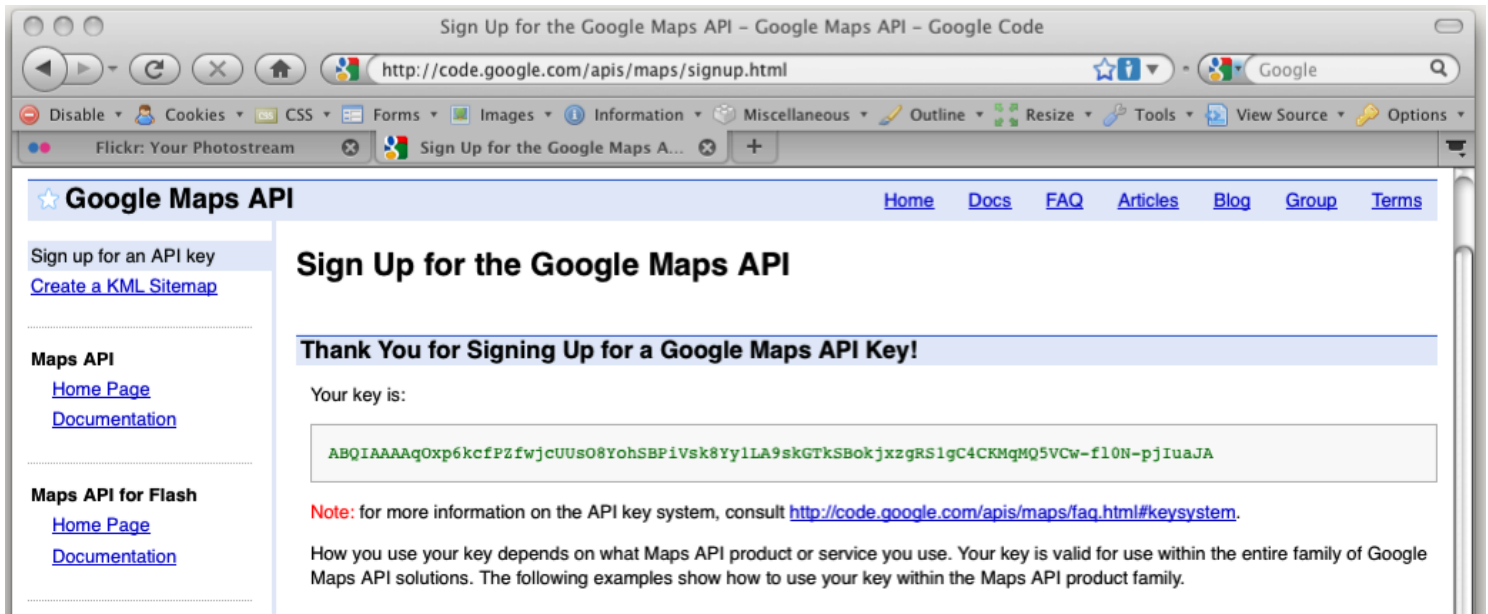 Sign Up for the Google Maps API – Google Maps API – Google Code
http://code.google.com/apis/maps/signup.html Google
Disable Cookies CSS Forms Images Information Miscellaneous Outline Resize Tools View Source Options
Flickr: Your Photostream Sign Up for the Google Maps A... +
Google Maps API Home Docs FAQ Articles Blog Group Terms
Sign up for an API key
Create a KML Sitemap
Maps API
Home Page
Documentation
Maps API for Flash
Home Page
Documentation
Sign Up for the Google Maps API
Thank You for Signing Up for a Google Maps API Key!
Your key is:
ABQIAAAAqOxp6kcfPZfwjcUUsO8YohSBPiVsk8Yy1LA9skGTkSBokjxzgRS1gC4CKMqMQ5VCw-fl0N-pjIuaJA
Note: for more information on the API key system, consult http://code.google.com/apis/maps/faq.html#keysystem.
How you use your key depends on what Maps API product or service you use. Your key is valid for use within the entire family of Google
Maps API solutions. The following examples show how to use your key within the Maps API product family.